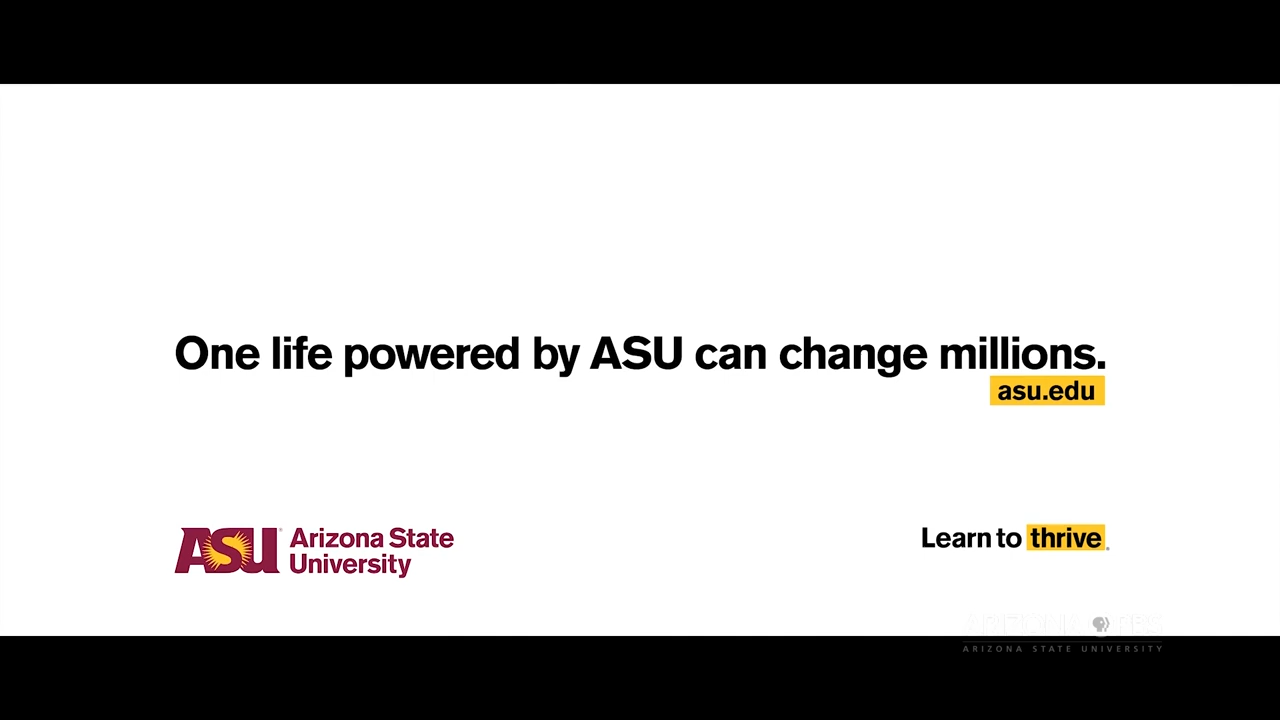 One life powered by ASU can change millions.
asu.edu
ASU Arizona State
University
Learn to thrive
ARIZONA STATE UNIVERSITY